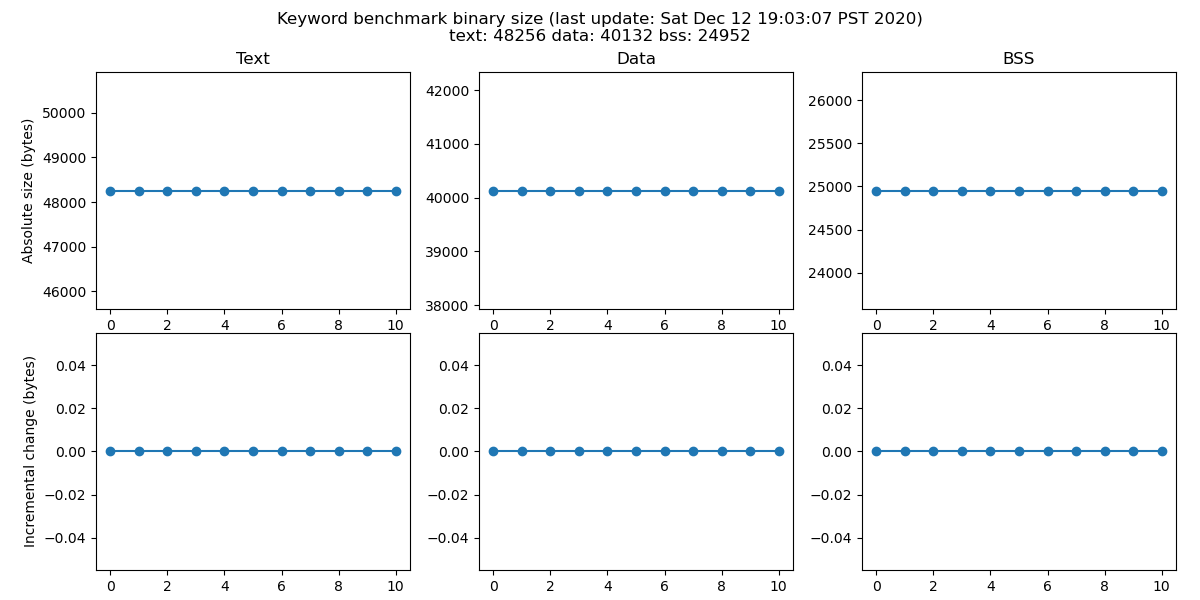 Keyword benchmark binary size (last update: Sat Dec 12 19:03:07 PST 2020)
text: 48256 data: 40132 bss: 24952
Text
Data
BSS
Absolute size (bytes)
50000
49000
48000
47000
46000
0 2 4 6 8 10
42000
41000
40000
39000
38000
0 2 4 6 8 10
26000
25500
25000
24500
24000
0 2 4 6 8 10
Incremental change (bytes)
0.04
0.02
0.00
−0.02
−0.04
0 2 4 6 8 10
0.04
0.02
0.00
−0.02
−0.04
0 2 4 6 8 10
0.04
0.02
0.00
−0.02
−0.04
0 2 4 6 8 10